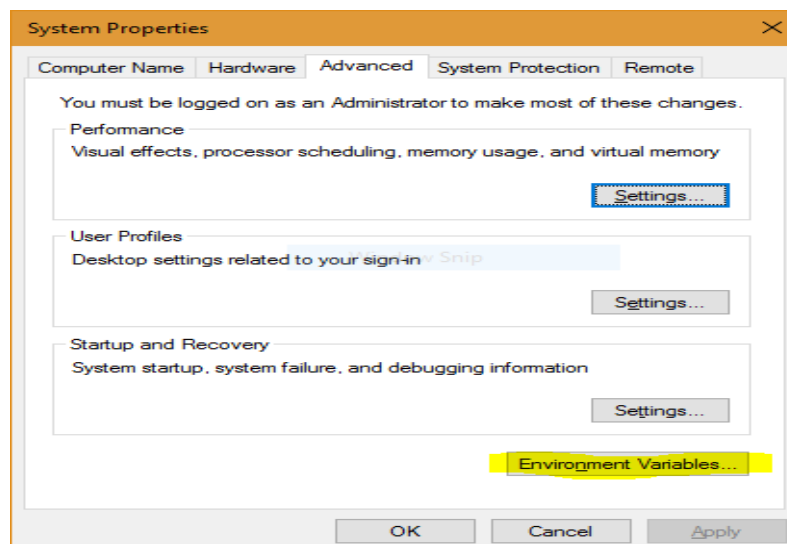 System Properties
Computer Name Hardware Advanced System Protection Remote
You must be logged on as an Administrator to make most of these changes.
Performance
Visual effects, processor scheduling, memory usage, and virtual memory
Settings...
User Profiles
Desktop settings related to your sign-in
Window Snip
Settings...
Startup and Recovery
System startup, system failure, and debugging information
Settings...
Environment Variables...
OK Cancel Apply